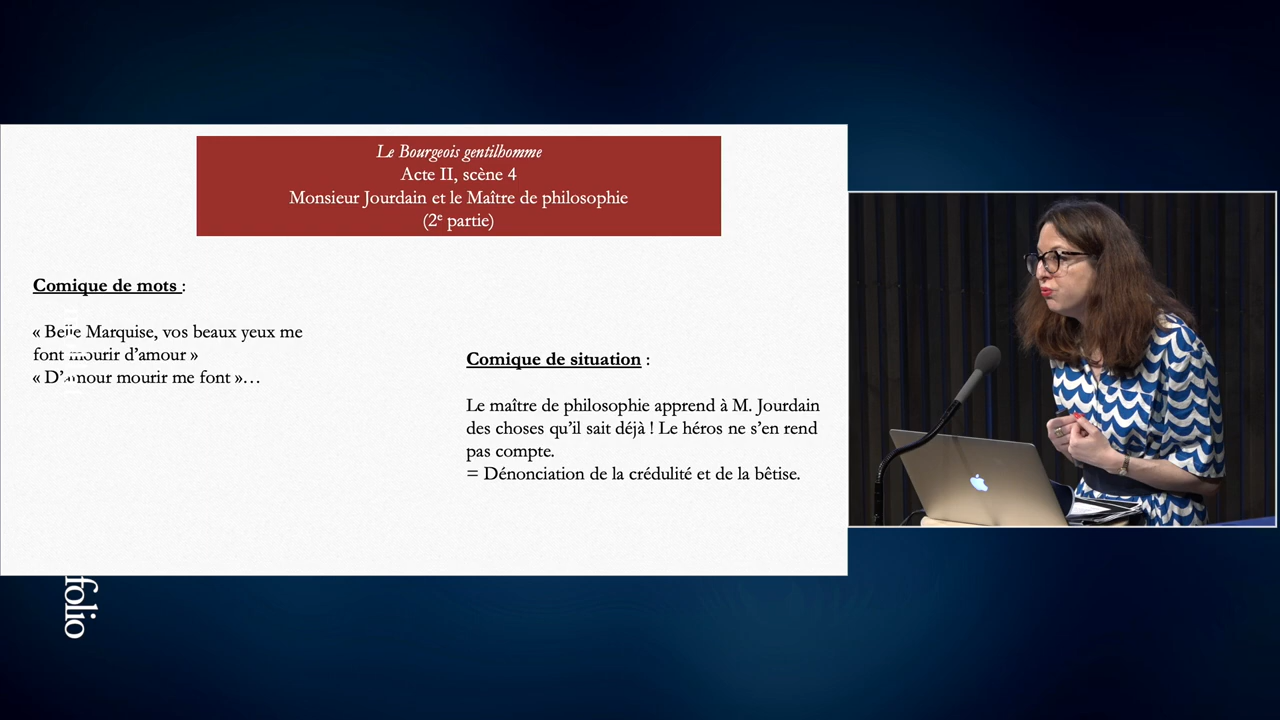 Le Bourgeois gentilhomme
Acte II, scène 4
Monsieur Jourdain et le Maître de philosophie
(2e partie)
Comique de mots :
« Belle Marquise, vos beaux yeux me
font mourir d’amour »
« D’amour mourir me font »…
Comique de situation :
Le maître de philosophie apprend à M. Jourdain
des choses qu’il sait déjà ! Le héros ne s’en rend
pas compte.
= Dénonciation de la crédulité et de la bêtise.
folio